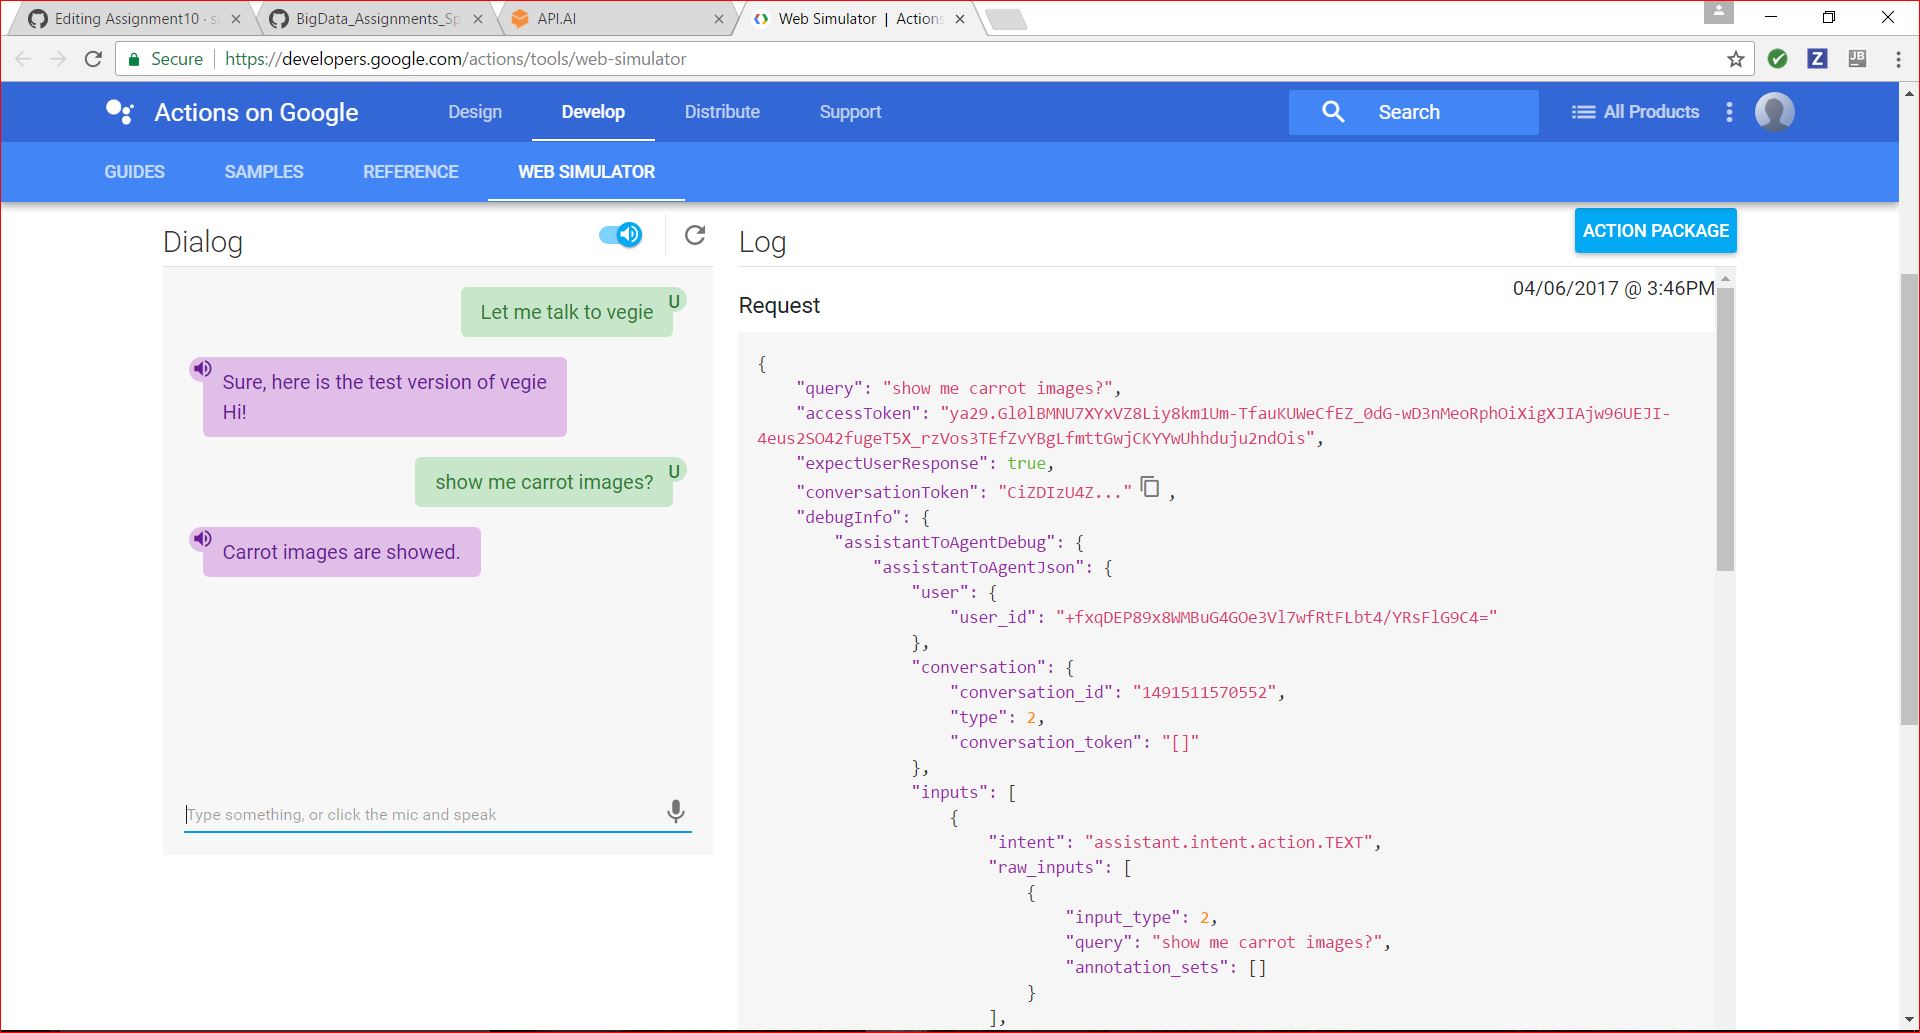 Editing Assignment10 · s
BigData_Assignments_Sp
API.AI
Web Simulator | Actions
Secure
https://developers.google.com/actions/tools/web-simulator
Z
JB
Actions on Google
Design
Develop
Distribute
Support
Search
All Products
GUIDES
SAMPLES
REFERENCE
WEB SIMULATOR
Dialog
Let me talk to vegie
U
Sure, here is the test version of vegie
Hi!
show me carrot images?
U
Carrot images are showed.
Type something, or click the mic and speak
Log
ACTION PACKAGE
04/06/2017 @ 3:46PM
Request
{
"query": "show me carrot images?",
"accessToken": "ya29.Gl0lBMNU7XYxVZ8Liy8km1Um-TfauKUWeCfEZ_0dG-wD3nMeoRphOiXigXJIAjw96UEJI-
4eus2SO42fugeT5X_rzVos3TEfZvYBgLfmttGwjCKYYwUhhduju2ndOis",
"expectUserResponse": true,
"conversationToken": "CiZDIzU4Z..." ,
"debugInfo": {
"assistantToAgentDebug": {
"assistantToAgentJson": {
"user": {
"user_id": "+fxqDEP89x8WMBuG4GOe3Vl7wfRtFLbt4/YRsFlG9C4="
},
"conversation": {
"conversation_id": "1491511570552",
"type": 2,
"conversation_token": "[]"
},
"inputs": [
{
"intent": "assistant.intent.action.TEXT",
"raw_inputs": [
{
"input_type": 2,
"query": "show me carrot images?",
"annotation_sets": []
}
],